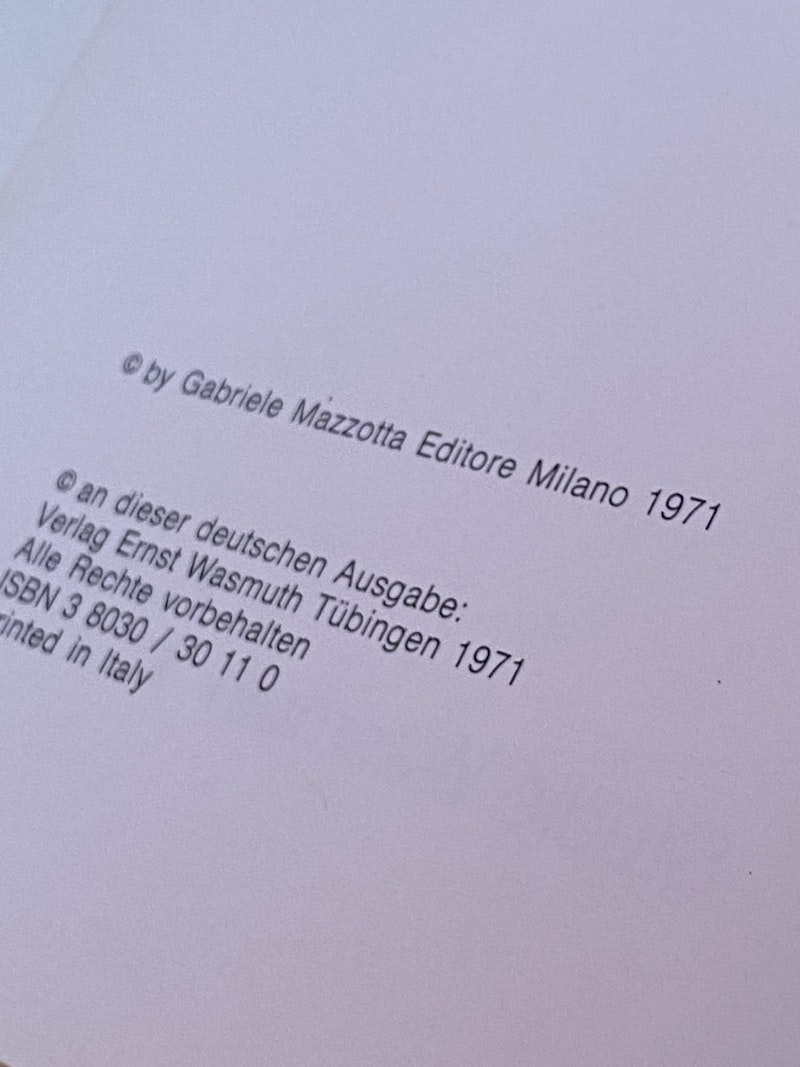 © by Gabriele Mazzotta Editore Milano 1971
© an dieser deutschen Ausgabe:
Verlag Ernst Wasmuth Tübingen 1971
Alle Rechte vorbehalten
ISBN 3 8030 / 30 11 0
rinted in Italy